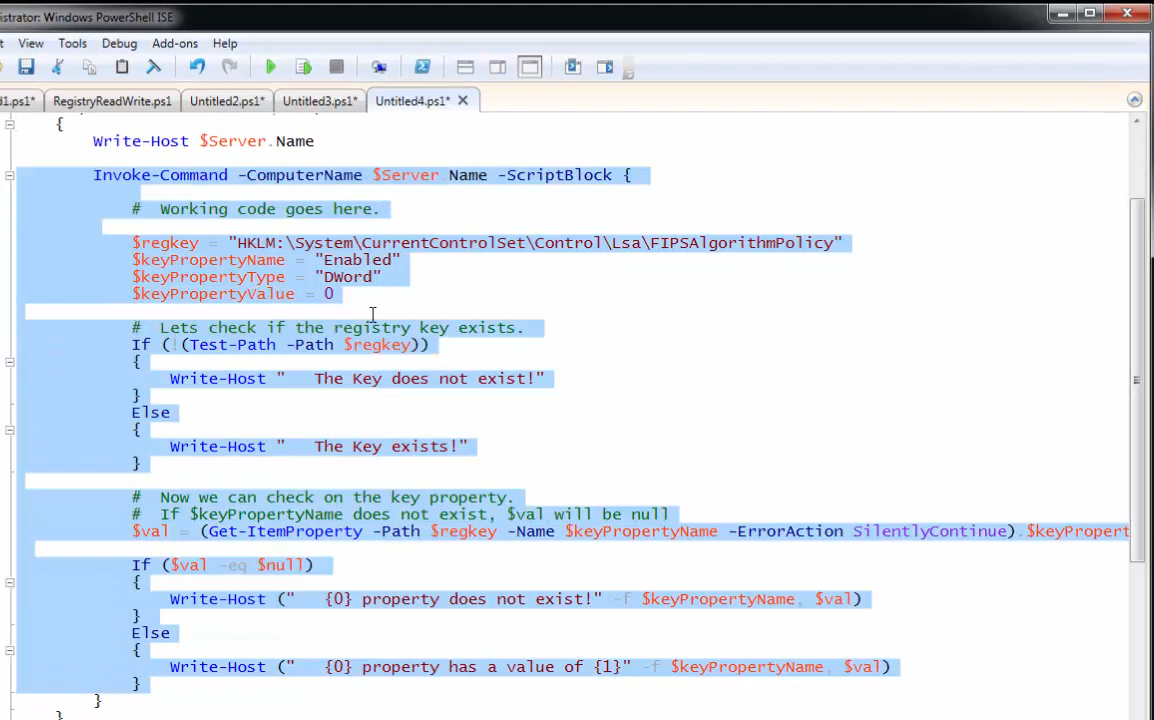 istrator: Windows PowerShell ISE
View Tools Debug Add-ons Help
d1.ps1* RegistryReadWrite.ps1 Untitled2.ps1* Untitled3.ps1* Untitled4.ps1*
{
Write-Host $Server.Name
Invoke-Command -ComputerName $Server.Name -ScriptBlock {
# Working code goes here.
$regkey = "HKLM:\System\CurrentControlSet\Control\Lsa\FIPSAlgorithmPolicy"
$keyPropertyName = "Enabled"
$keyPropertyType = "DWord"
$keyPropertyValue = 0
# Lets check if the registry key exists.
If (!(Test-Path -Path $regkey))
{
Write-Host "   The Key does not exist!"
}
Else
{
Write-Host "   The Key exists!"
}
# Now we can check on the key property.
# If $keyPropertyName does not exist, $val will be null
$val = (Get-ItemProperty -Path $regkey -Name $keyPropertyName -ErrorAction SilentlyContinue).$keyPropert
If ($val -eq $null)
{
Write-Host ("   {0} property does not exist!" -f $keyPropertyName, $val)
}
Else
{
Write-Host ("   {0} property has a value of {1}" -f $keyPropertyName, $val)
}
}
}